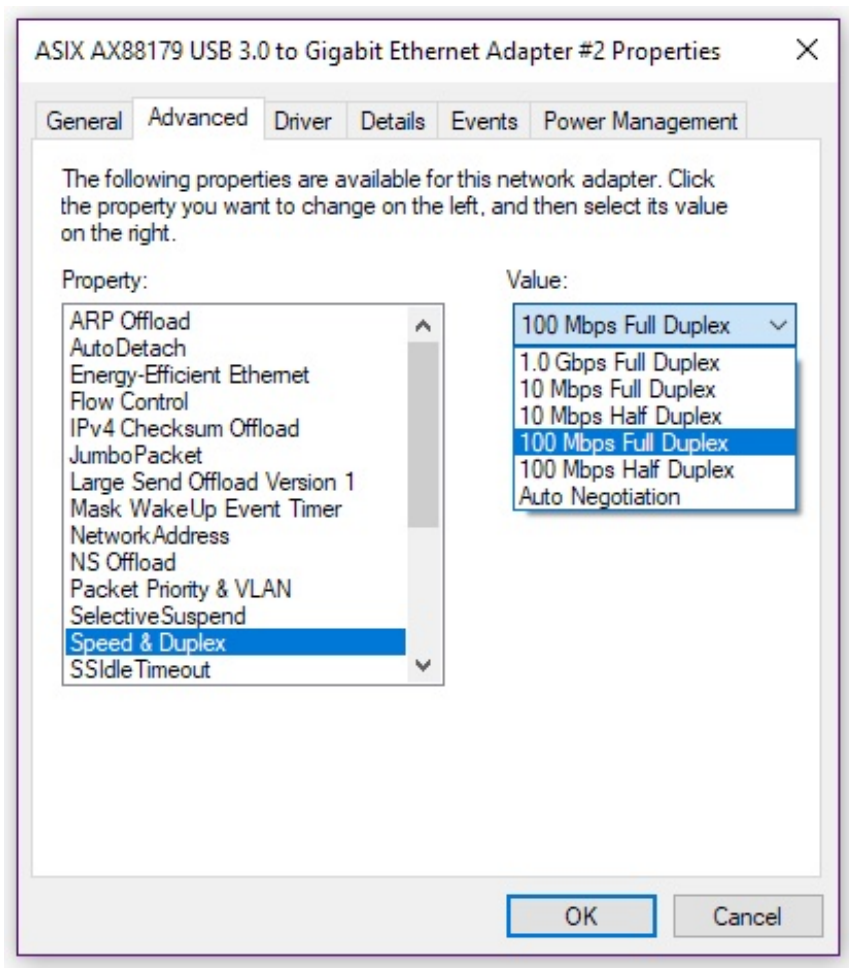 ASIX AX88179 USB 3.0 to Gigabit Ethernet Adapter #2 Properties
General Advanced Driver Details Events Power Management
The following properties are available for this network adapter. Click
the property you want to change on the left, and then select its value
on the right.
Property:
ARP Offload
AutoDetach
Energy-Efficient Ethernet
Flow Control
IPv4 Checksum Offload
JumboPacket
Large Send Offload Version 1
Mask WakeUp Event Timer
NetworkAddress
NS Offload
Packet Priority & VLAN
SelectiveSuspend
Speed & Duplex
SSIdleTimeout
Value:
100 Mbps Full Duplex
1.0 Gbps Full Duplex
10 Mbps Full Duplex
10 Mbps Half Duplex
100 Mbps Full Duplex
100 Mbps Half Duplex
Auto Negotiation
OK Cancel